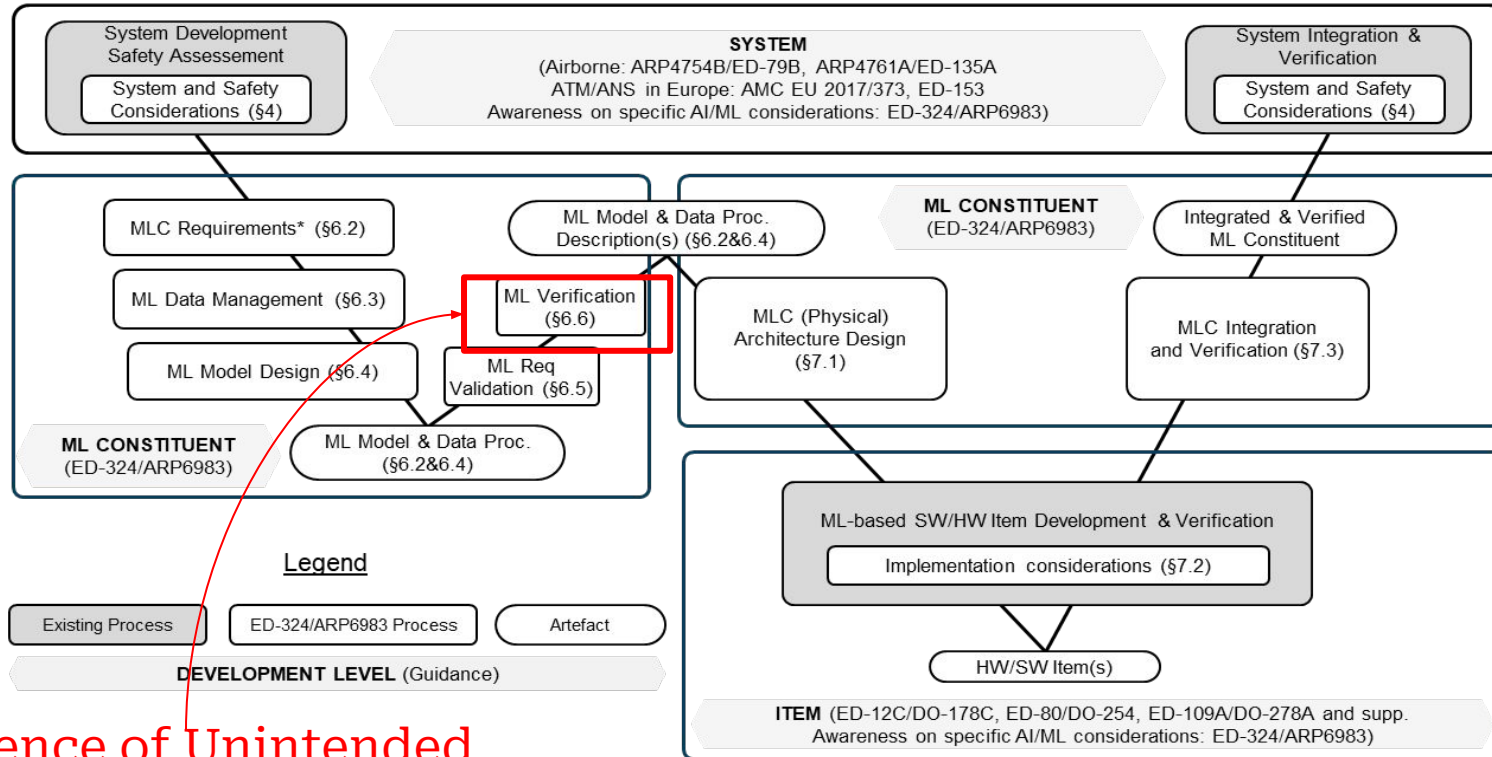 System Development
Safety Assessement
System and Safety
Considerations (§4)
SYSTEM
(Airborne: ARP4754B/ED-79B, ARP4761A/ED-135A
ATM/ANS in Europe: AMC EU 2017/373, ED-153
Awareness on specific AI/ML considerations: ED-324/ARP6983)
System Integration &
Verification
System and Safety
Considerations (§4)
MLC Requirements* (§6.2)
ML Data Management (§6.3)
ML Model Design (§6.4)
ML CONSTITUENT
(ED-324/ARP6983)
ML Model & Data Proc.
(§6.2&6.4)
ML Req
Validation (§6.5)
ML Verification
(§6.6)
ML Model & Data Proc.
Description(s) (§6.2&6.4)
ML CONSTITUENT
(ED-324/ARP6983)
Integrated & Verified
ML Constituent
MLC (Physical)
Architecture Design
(§7.1)
MLC Integration
and Verification (§7.3)
ML-based SW/HW Item Development & Verification
Implementation considerations (§7.2)
HW/SW Item(s)
ITEM (ED-12C/DO-178C, ED-80/DO-254, ED-109A/DO-278A and supp.
Awareness on specific AI/ML considerations: ED-324/ARP6983)
Legend
Existing Process
ED-324/ARP6983 Process
Artefact
DEVELOPMENT LEVEL (Guidance)
ence of Unintended